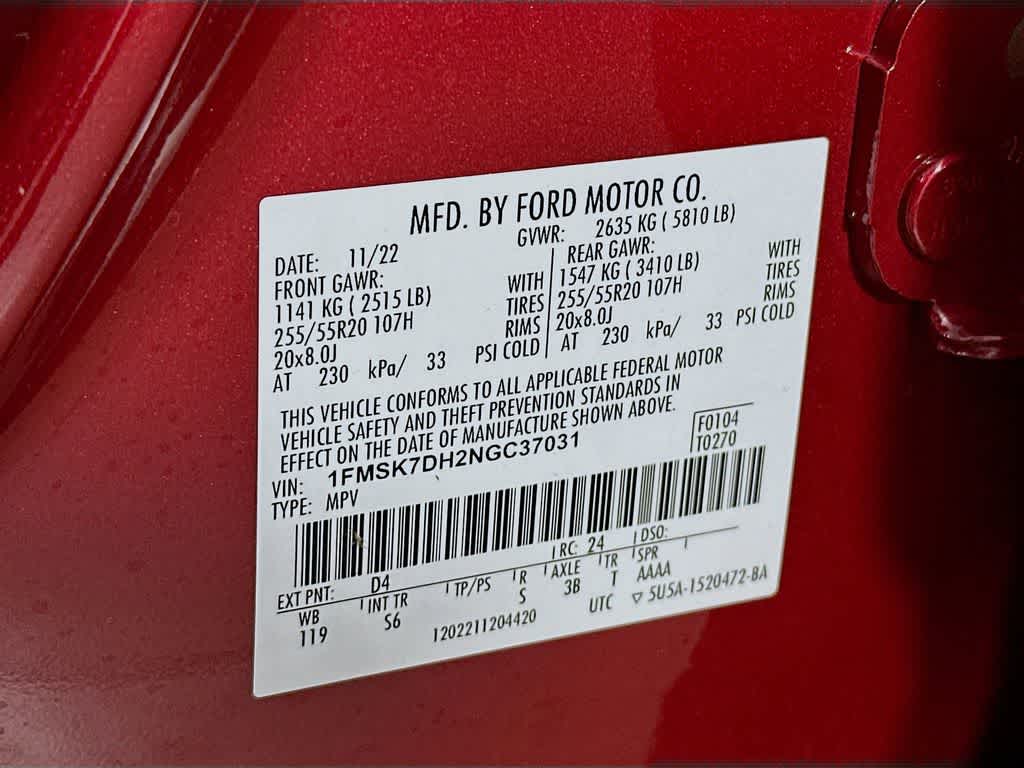 MFD. BY FORD MOTOR CO.
DATE: 11/22 GVWR: 2635 KG ( 5810 LB)
FRONT GAWR: REAR GAWR:
1141 KG ( 2515 LB) WITH 1547 KG ( 3410 LB) WITH
255/55R20 107H TIRES 255/55R20 107H TIRES
20x8.0J RIMS 20x8.0J RIMS
AT 230 kPa/ 33 PSI COLD AT 230 kPa/ 33 PSI COLD
THIS VEHICLE CONFORMS TO ALL APPLICABLE FEDERAL MOTOR
VEHICLE SAFETY AND THEFT PREVENTION STANDARDS IN
EFFECT ON THE DATE OF MANUFACTURE SHOWN ABOVE.
VIN: 1FMSK7DH2NGC37031 F0104
TYPE: MPV T0270
EXT PNT: D4 RC: 24 DSO:
WB INT TR TP/PS R AXLE TR SPR
119 S6 S 3B T AAAA
1202211204420 UTC ▽ 5U5A-1520472-BA